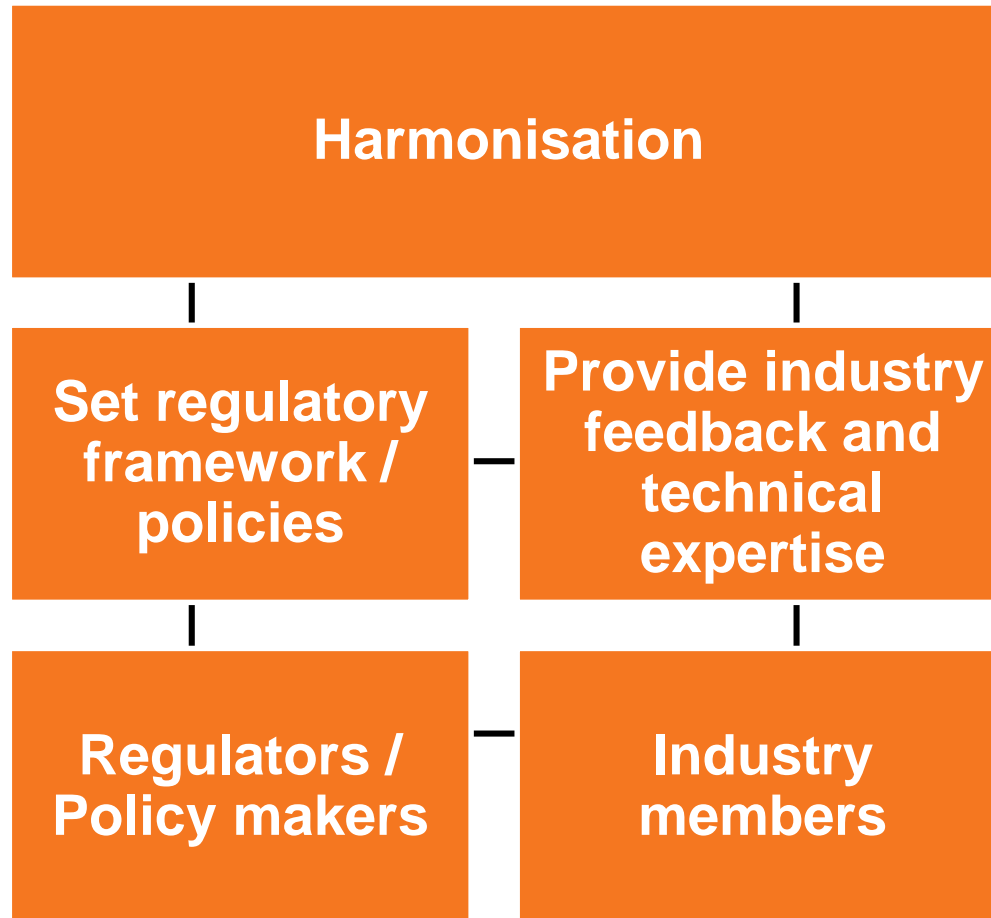 Harmonisation
Set regulatory
framework /
policies
Provide industry
feedback and
technical
expertise
Regulators /
Policy makers
Industry
members